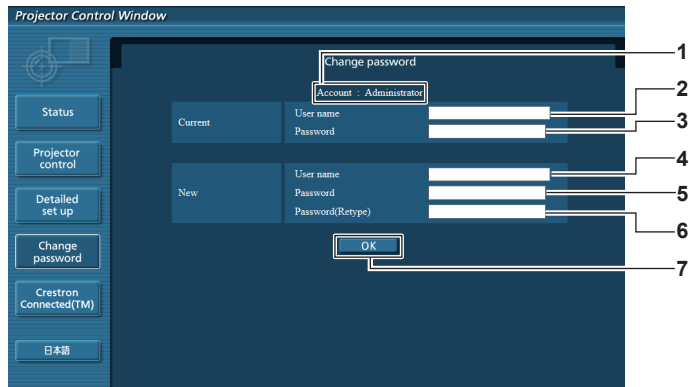 Projector Control Window
Change password
Account : Administrator
Current
User name
Password
New
User name
Password
Password(Retype)
OK
Status
Projector
control
Detailed
set up
Change
password
Crestron
Connected(TM)
日本語
1
2
3
4
5
6
7